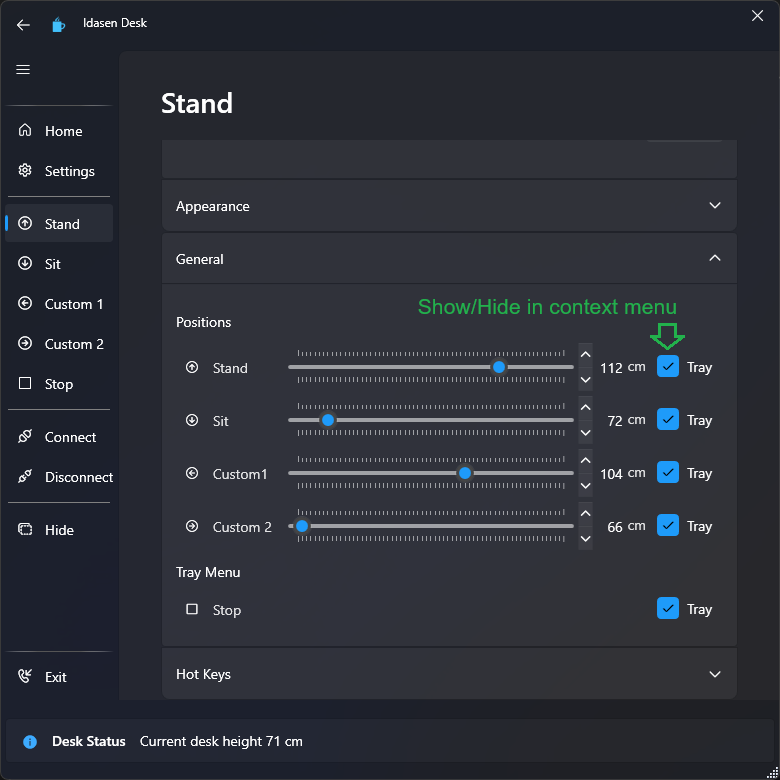 Idasen Desk
Home
Settings
Stand
Sit
Custom 1
Custom 2
Stop
Connect
Disconnect
Hide
Exit
Stand
Appearance
General
Show/Hide in context menu
Positions
Stand 112 cm Tray
Sit 72 cm Tray
Custom1 104 cm Tray
Custom 2 66 cm Tray
Tray Menu
Stop Tray
Hot Keys
Desk Status Current desk height 71 cm